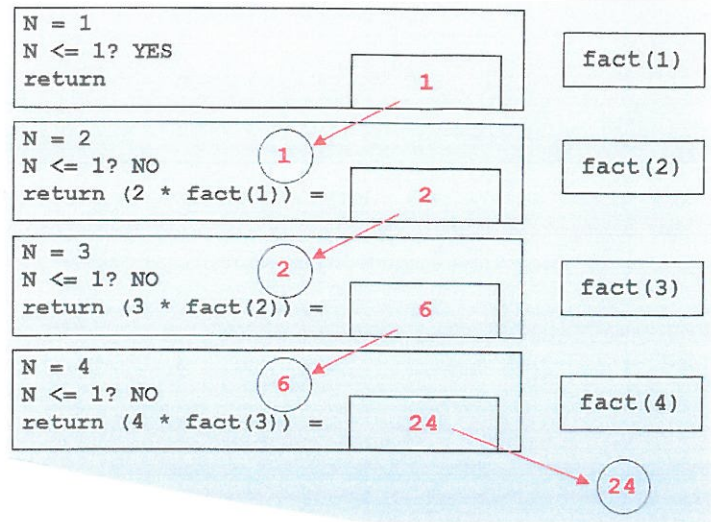 N = 1
N <= 1? YES
return
1
fact(1)
N = 2
N <= 1? NO
1
return (2 * fact(1)) =
2
fact(2)
N = 3
N <= 1? NO
2
return (3 * fact(2)) =
6
fact(3)
N = 4
N <= 1? NO
6
return (4 * fact(3)) =
24
fact(4)
24